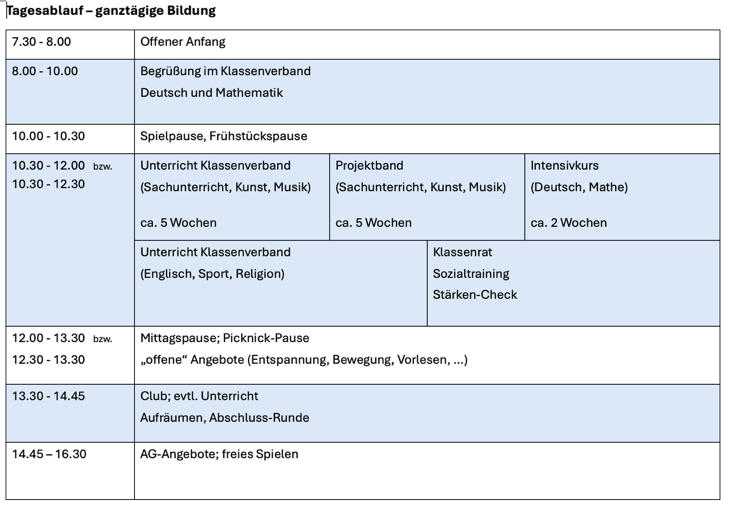 Tagesablauf – ganztägige Bildung
7.30 - 8.00
Offener Anfang
8.00 - 10.00
Begrüßung im Klassenverband
Deutsch und Mathematik
10.00 - 10.30
Spielpause, Frühstückspause
10.30 - 12.00 bzw.
10.30 - 12.30
Unterricht Klassenverband
(Sachunterricht, Kunst, Musik)
ca. 5 Wochen
Projektband
(Sachunterricht, Kunst, Musik)
ca. 5 Wochen
Intensivkurs
(Deutsch, Mathe)
ca. 2 Wochen
Unterricht Klassenverband
(Englisch, Sport, Religion)
Klassenrat
Sozialtraining
Stärken-Check
12.00 - 13.30 bzw.
12.30 - 13.30
Mittagspause; Picknick-Pause
„offene“ Angebote (Entspannung, Bewegung, Vorlesen, ...)
13.30 - 14.45
Club; evtl. Unterricht
Aufräumen, Abschluss-Runde
14.45 – 16.30
AG-Angebote; freies Spielen